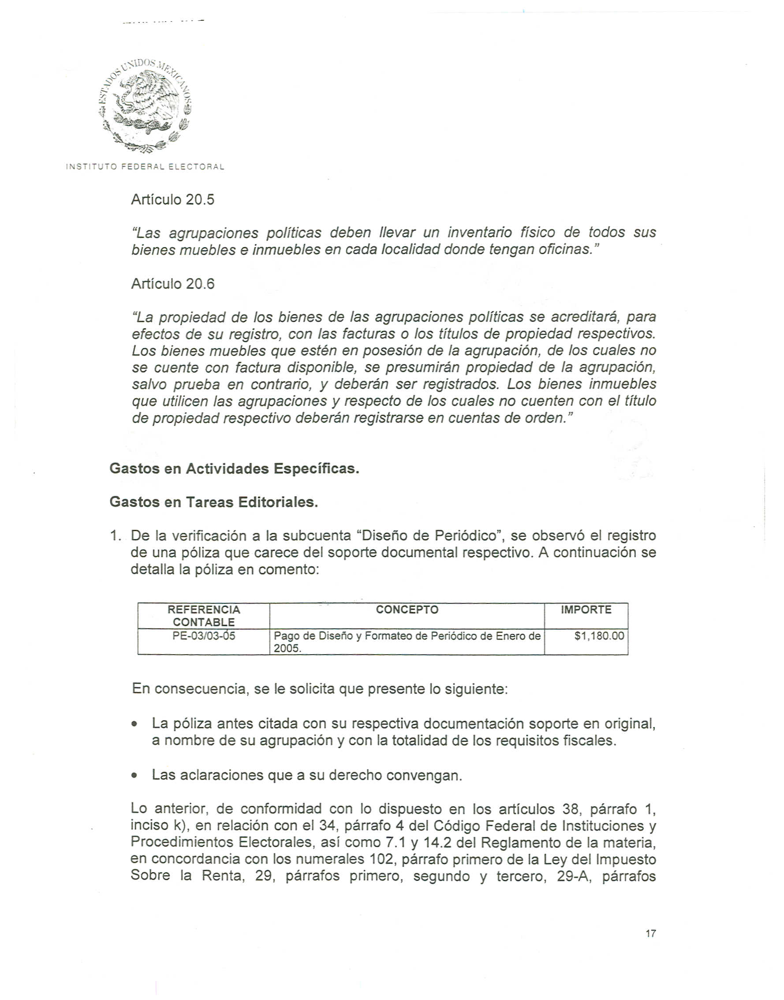 ESTADOS UNIDOS MEXICANOS
INSTITUTO FEDERAL ELECTORAL
Artículo 20.5
“Las agrupaciones políticas deben llevar un inventario físico de todos sus
bienes muebles e inmuebles en cada localidad donde tengan oficinas.”
Artículo 20.6
“La propiedad de los bienes de las agrupaciones políticas se acreditará, para
efectos de su registro, con las facturas o los títulos de propiedad respectivos.
Los bienes muebles que estén en posesión de la agrupación, de los cuales no
se cuente con factura disponible, se presumirán propiedad de la agrupación,
salvo prueba en contrario, y deberán ser registrados. Los bienes inmuebles
que utilicen las agrupaciones y respecto de los cuales no cuenten con el título
de propiedad respectivo deberán registrarse en cuentas de orden.”
Gastos en Actividades Específicas.
Gastos en Tareas Editoriales.
1. De la verificación a la subcuenta “Diseño de Periódico”, se observó el registro
de una póliza que carece del soporte documental respectivo. A continuación se
detalla la póliza en comento:
REFERENCIA CONCEPTO IMPORTE
CONTABLE
PE-03/03-05 Pago de Diseño y Formateo de Periódico de Enero de $1,180.00
2005.
En consecuencia, se le solicita que presente lo siguiente:
• La póliza antes citada con su respectiva documentación soporte en original,
a nombre de su agrupación y con la totalidad de los requisitos fiscales.
• Las aclaraciones que a su derecho convengan.
Lo anterior, de conformidad con lo dispuesto en los artículos 38, párrafo 1,
inciso k), en relación con el 34, párrafo 4 del Código Federal de Instituciones y
Procedimientos Electorales, así como 7.1 y 14.2 del Reglamento de la materia,
en concordancia con los numerales 102, párrafo primero de la Ley del Impuesto
Sobre la Renta, 29, párrafos primero, segundo y tercero, 29-A, párrafos
17